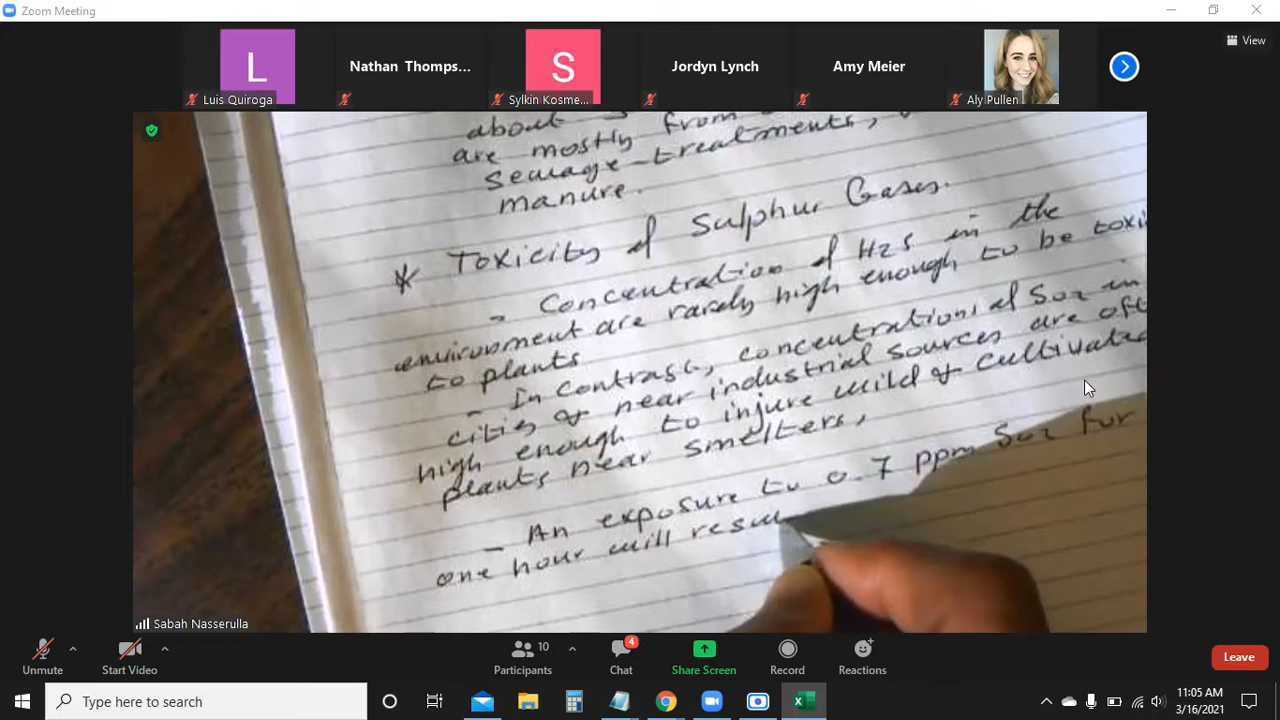 Zoom Meeting
View
L
Nathan Thomps...
S
Jordyn Lynch
Amy Meier
Luis Quiroga
Sylkin Kosme...
Aly Pullen
about
are mostly from
sewage-treatments,
manure.
* Toxicity of Sulphur Gases.
- Concentration of H2S in the
environment are rarely high enough to be toxi
to plants
- In contrast, concentrations of SO2 in
cities & near industrial sources are oft
high enough to injure wild & cultivated
plants near smelters,
- An exposure to 0.7 ppm SO2 for
one hour will resu
Sabah Nasserulla
Unmute
Start Video
10
Participants
4
Chat
Share Screen
Record
Reactions
Leave
Type here to search
11:05 AM
3/16/2021